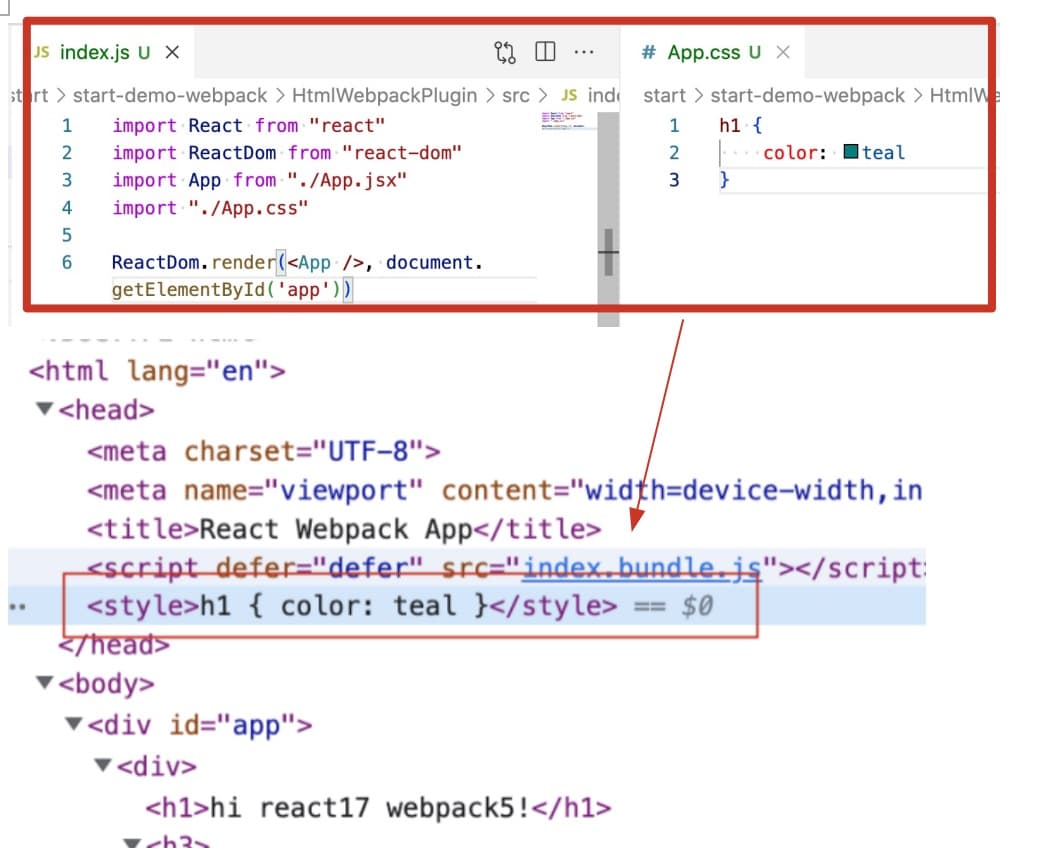 JS index.js U
# App.css U
start-demo-webpack > HtmlWebpackPlugin > src > JS
start > start-demo-webpack >
1 import React from "react"
2 import ReactDom from "react-dom"
3 import App from "./App.jsx"
4 import "./App.css"
5
6 ReactDom.render(<App />, document.
getElementById('app'))
1 h1 {
2 color: teal
3 }
<html lang="en">
<head>
<meta charset="UTF-8">
<meta name="viewport" content="width=device-width,in
<title>React Webpack App</title>
<script defer="defer" src="index.bundle.js"></script
<style>h1 { color: teal }</style> == $0
</head>
<body>
<div id="app">
<div>
<h1>hi react17 webpack5!</h1>
<h3>